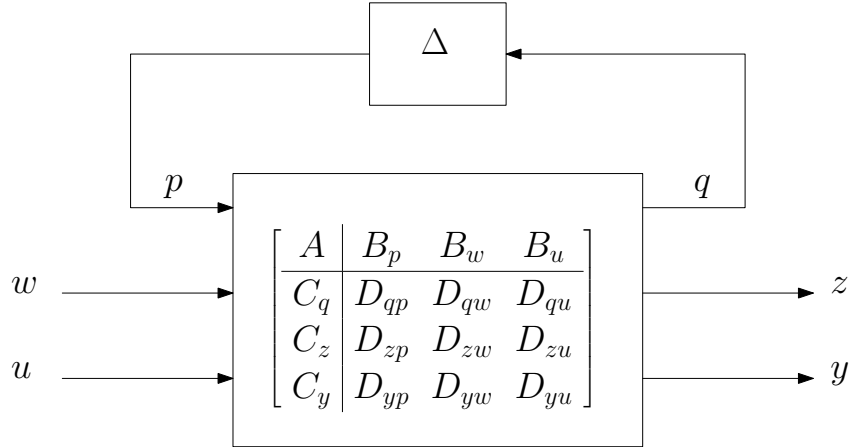 Δ
p q
A B_p B_w B_u
w C_q D_qp D_qw D_qu z
C_z D_zp D_zw D_zu
u C_y D_yp D_yw D_yu y